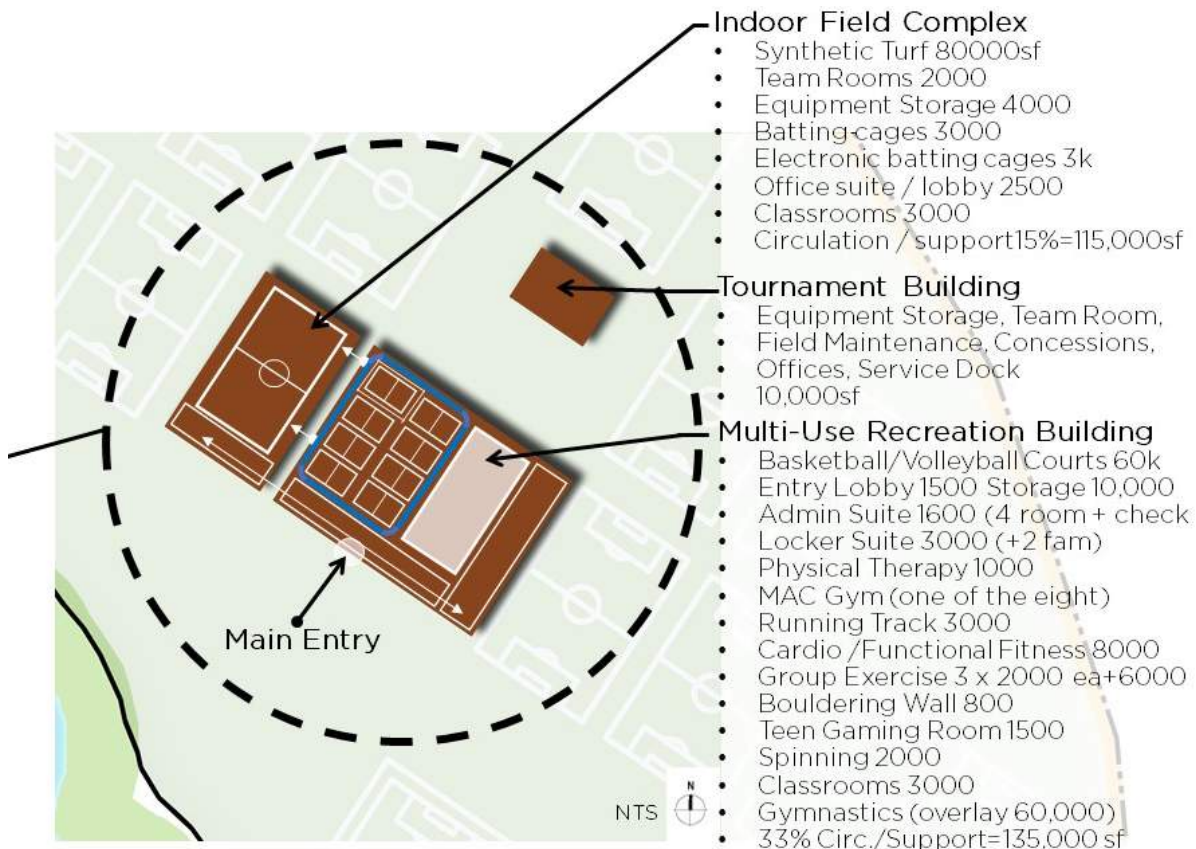 Indoor Field Complex
• Synthetic Turf 80000sf
• Team Rooms 2000
• Equipment Storage 4000
• Batting cages 3000
• Electronic batting cages 3k
• Office suite / lobby 2500
• Classrooms 3000
• Circulation / support15%=115,000sf
Tournament Building
• Equipment Storage, Team Room,
• Field Maintenance, Concessions,
• Offices, Service Dock
• 10,000sf
Multi-Use Recreation Building
• Basketball/Volleyball Courts 60k
• Entry Lobby 1500 Storage 10,000
• Admin Suite 1600 (4 room + check
• Locker Suite 3000 (+2 fam)
• Physical Therapy 1000
• MAC Gym (one of the eight)
• Running Track 3000
• Cardio /Functional Fitness 8000
• Group Exercise 3 x 2000 ea+6000
• Bouldering Wall 800
• Teen Gaming Room 1500
• Spinning 2000
• Classrooms 3000
• Gymnastics (overlay 60,000)
• 33% Circ./Support=135,000 sf
Main Entry
NTS
N